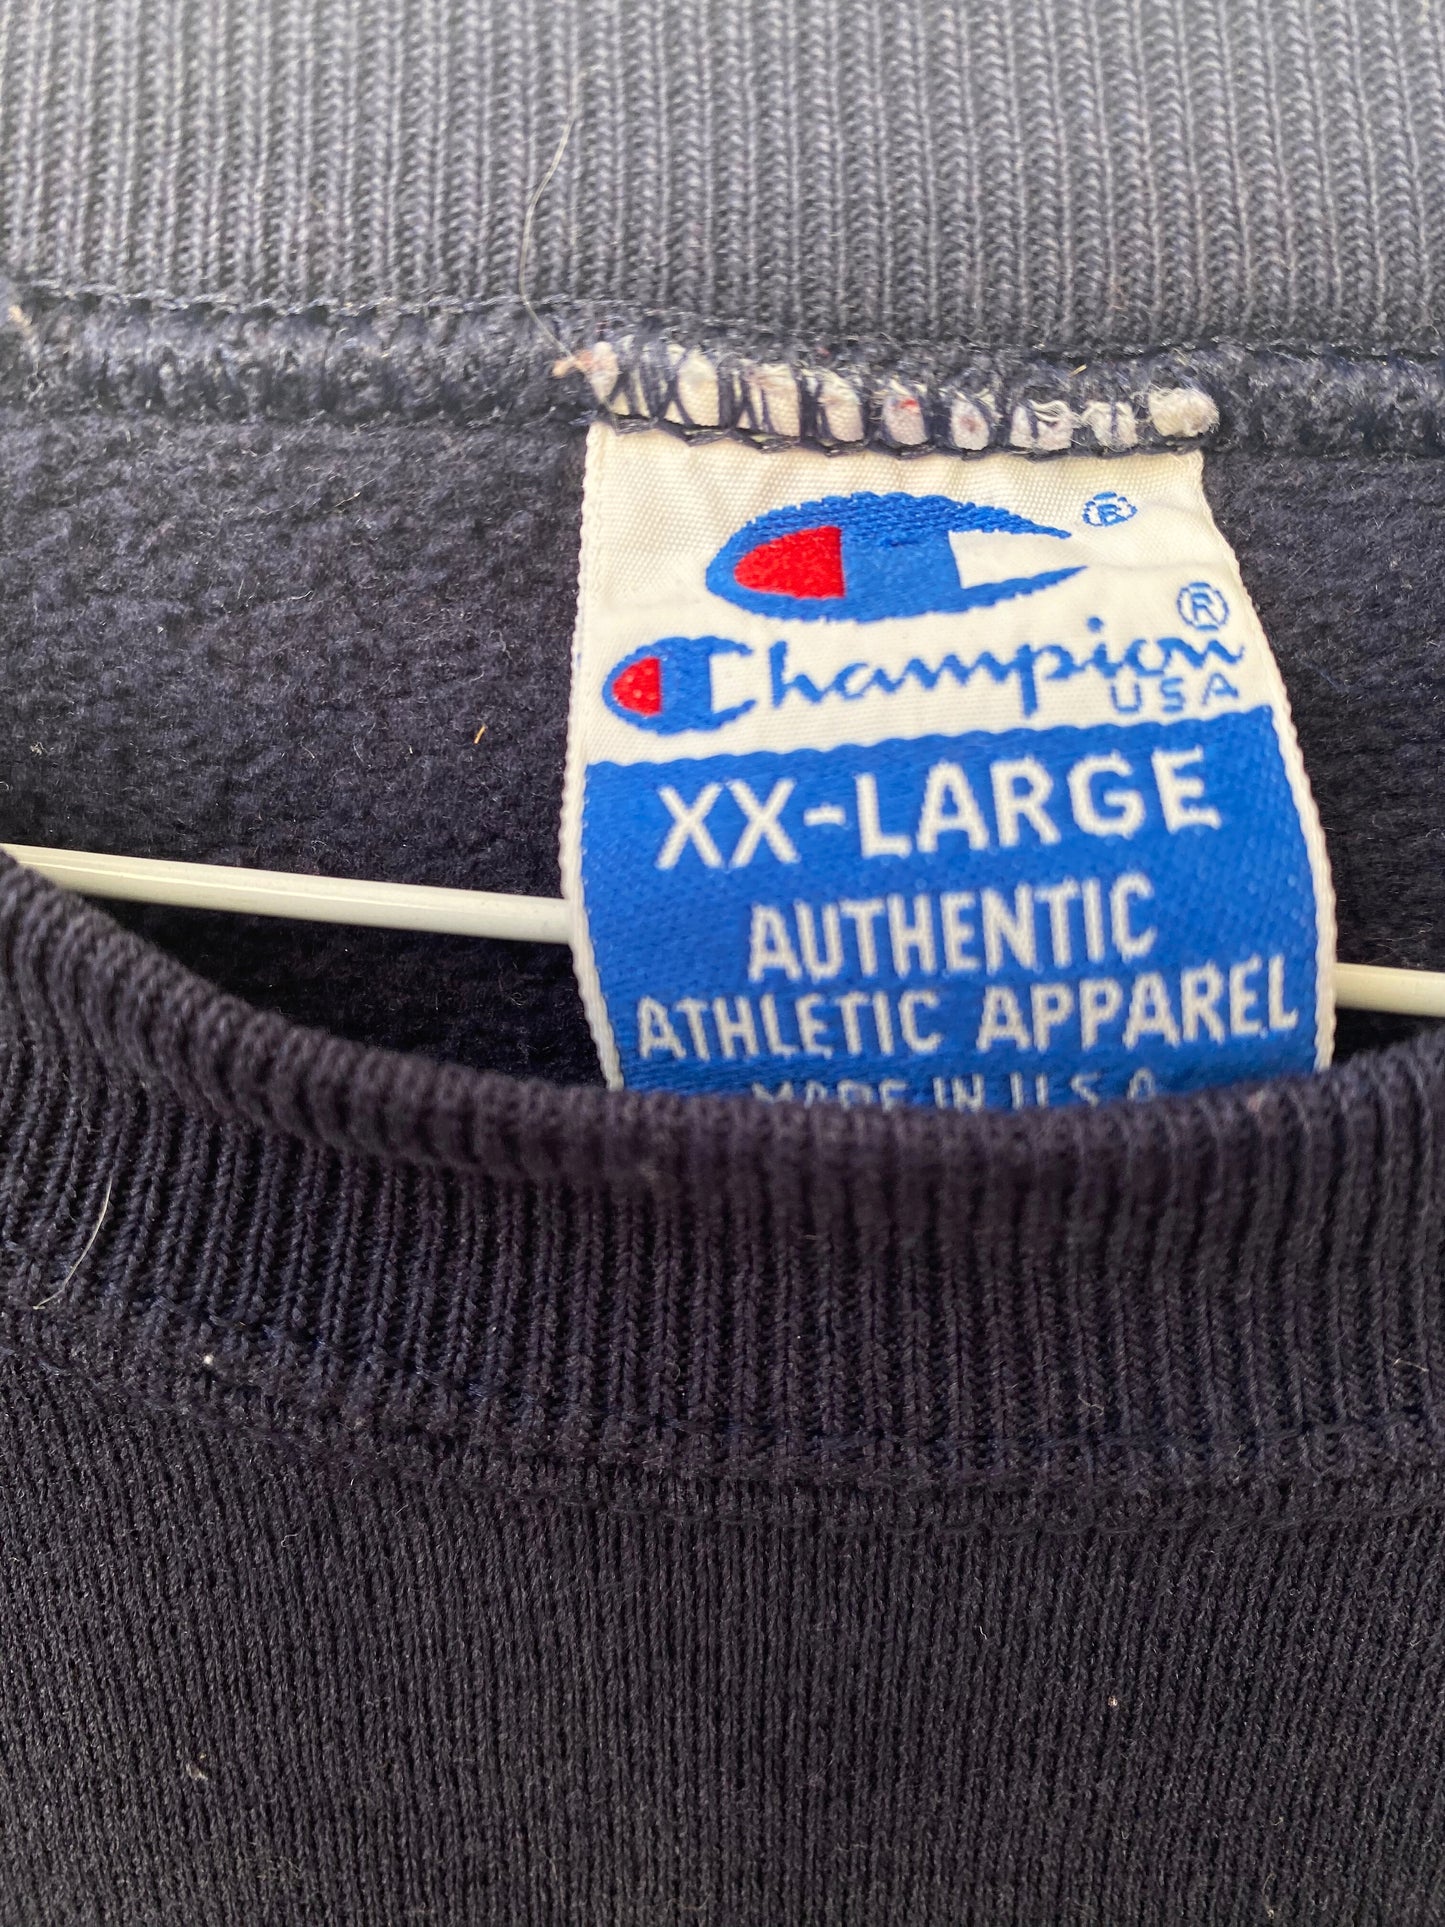 ®
Champion®
USA
XX-LARGE
AUTHENTIC
ATHLETIC APPAREL
MADE IN U.S.A.